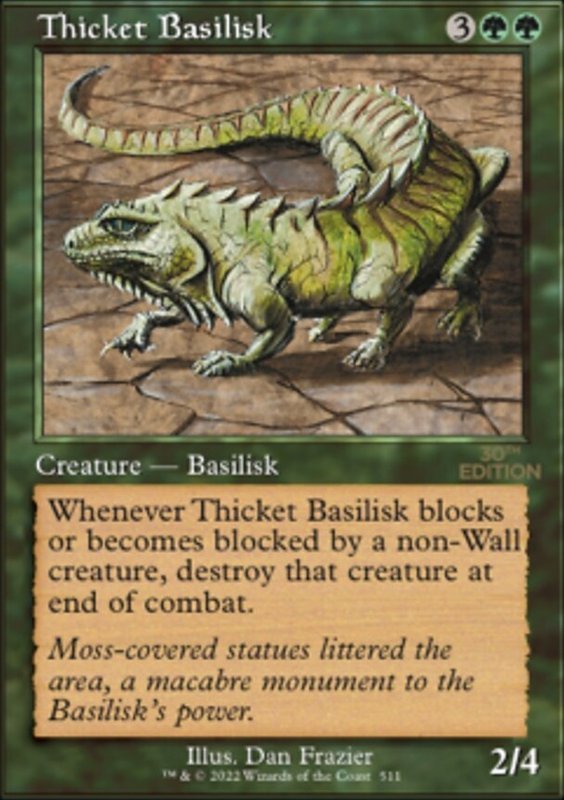 Thicket Basilisk 3
Creature — Basilisk
30TH
EDITION
Whenever Thicket Basilisk blocks
or becomes blocked by a non-Wall
creature, destroy that creature at
end of combat.
Moss-covered statues littered the
area, a macabre monument to the
Basilisk's power.
Illus. Dan Frazier
™ & © 2022 Wizards of the Coast 511
2/4